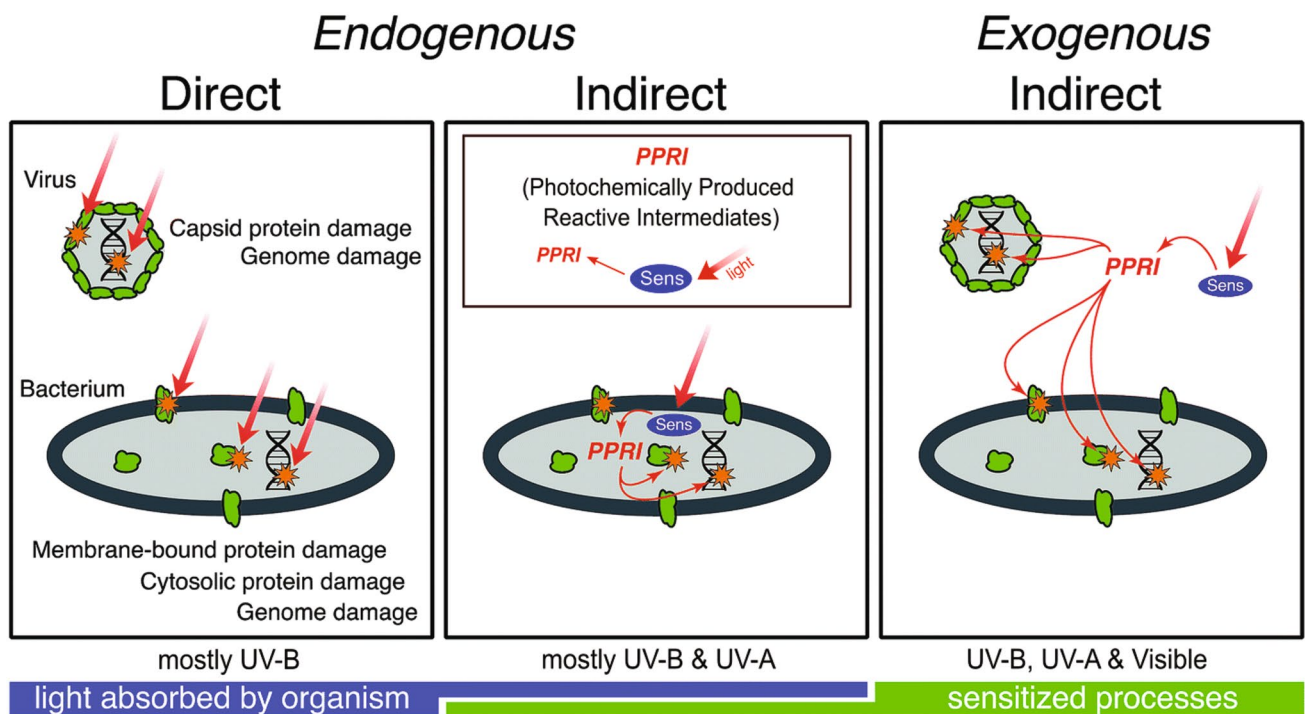 Endogenous
Exogenous
Direct
Indirect
Indirect
Virus
Capsid protein damage
Genome damage
Bacterium
Membrane-bound protein damage
Cytosolic protein damage
Genome damage
PPRI
(Photochemically Produced
Reactive Intermediates)
PPRI
Sens
light
Sens
PPRI
PPRI
Sens
mostly UV-B
mostly UV-B & UV-A
UV-B, UV-A & Visible
light absorbed by organism
sensitized processes